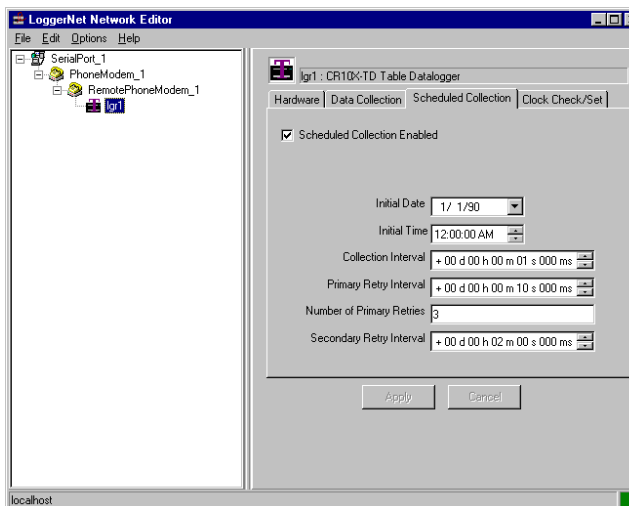 LoggerNet Network Editor
File Edit Options Help
SerialPort_1
PhoneModem_1
RemotePhoneModem_1
lgr1
lgr1 : CR10X-TD Table Datalogger
Hardware Data Collection Scheduled Collection Clock Check/Set
Scheduled Collection Enabled
Initial Date 1/ 1/90
Initial Time 12:00:00 AM
Collection Interval + 00 d 00 h 00 m 01 s 000 ms
Primary Retry Interval + 00 d 00 h 00 m 10 s 000 ms
Number of Primary Retries 3
Secondary Retry Interval + 00 d 00 h 02 m 00 s 000 ms
Apply Cancel
localhost